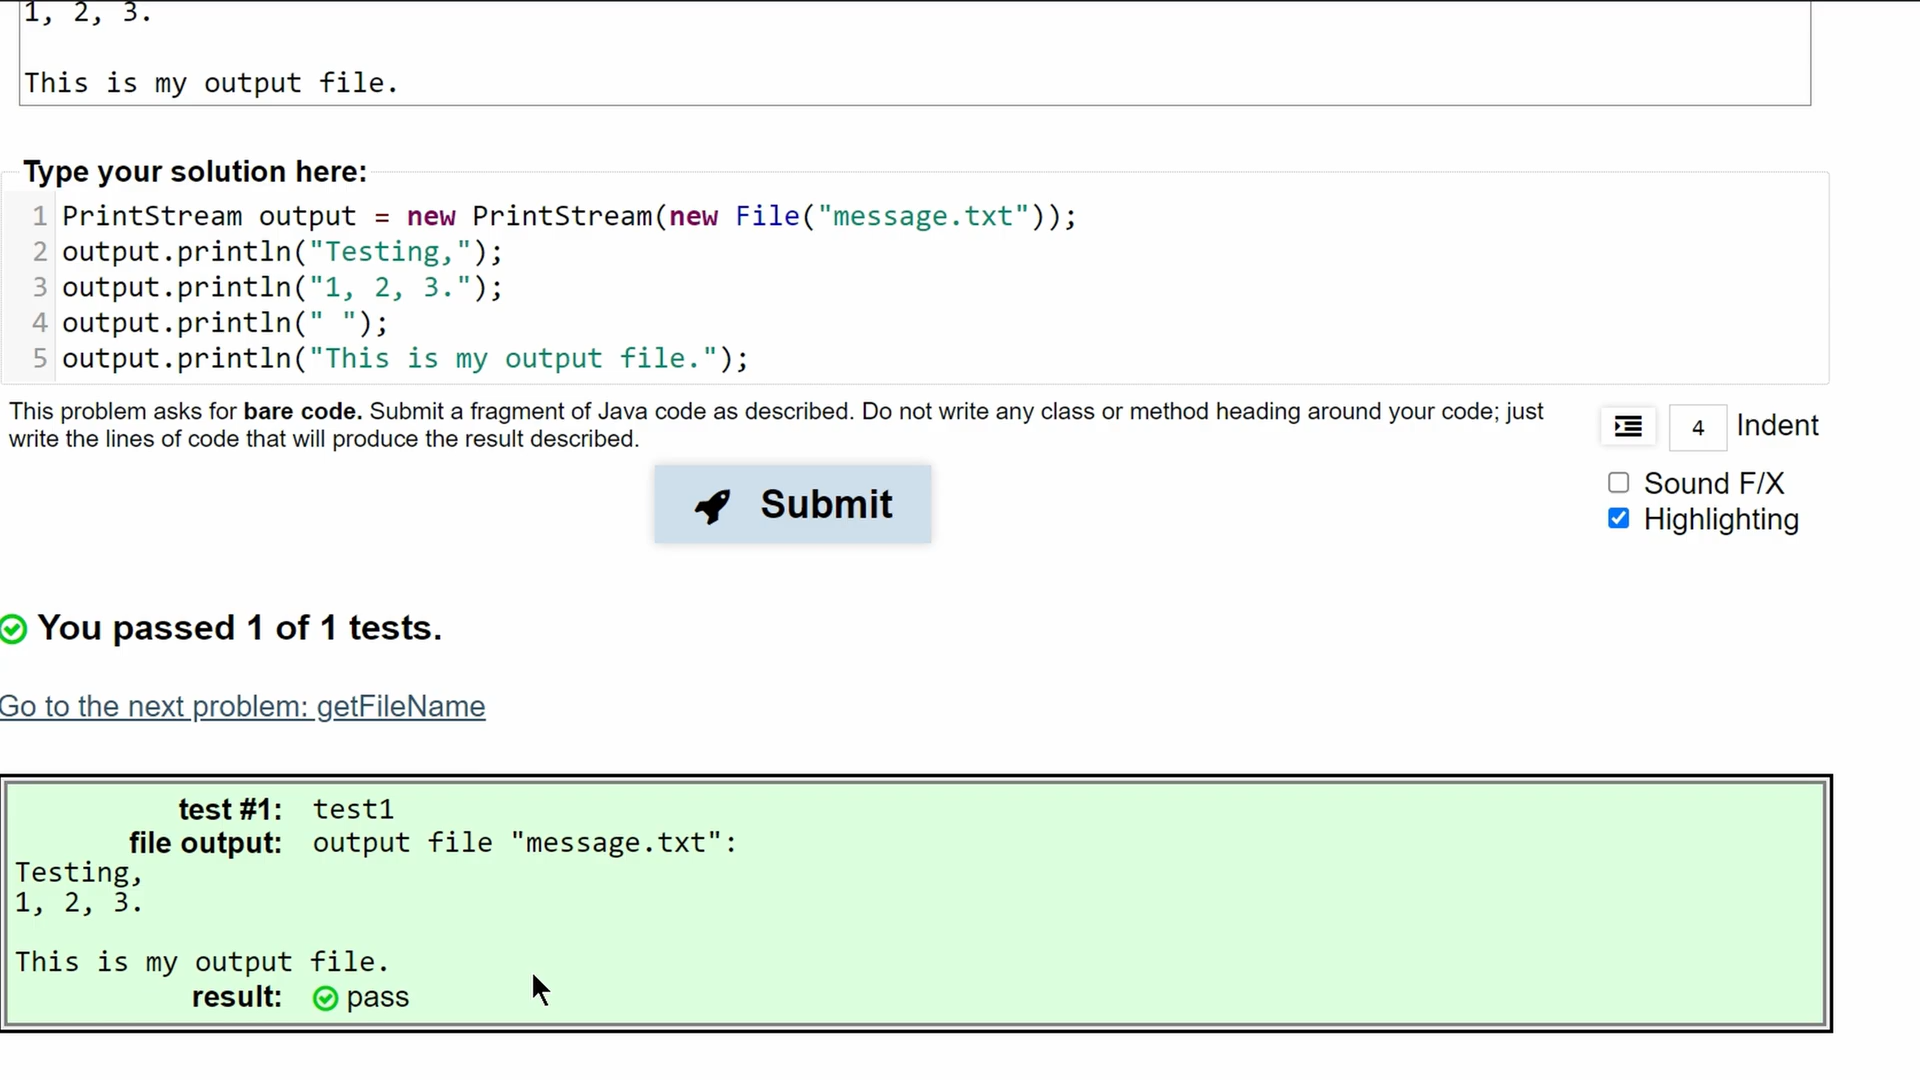 1, 2, 3.
This is my output file.
Type your solution here:
1 PrintStream output = new PrintStream(new File("message.txt"));
2 output.println("Testing,");
3 output.println("1, 2, 3.");
4 output.println(" ");
5 output.println("This is my output file.");
This problem asks for bare code. Submit a fragment of Java code as described. Do not write any class or method heading around your code; just
write the lines of code that will produce the result described.
4 Indent
Sound F/X
Highlighting
Submit
You passed 1 of 1 tests.
Go to the next problem: getFileName
test #1: test1
file output: output file "message.txt":
Testing,
1, 2, 3.
This is my output file.
result: pass